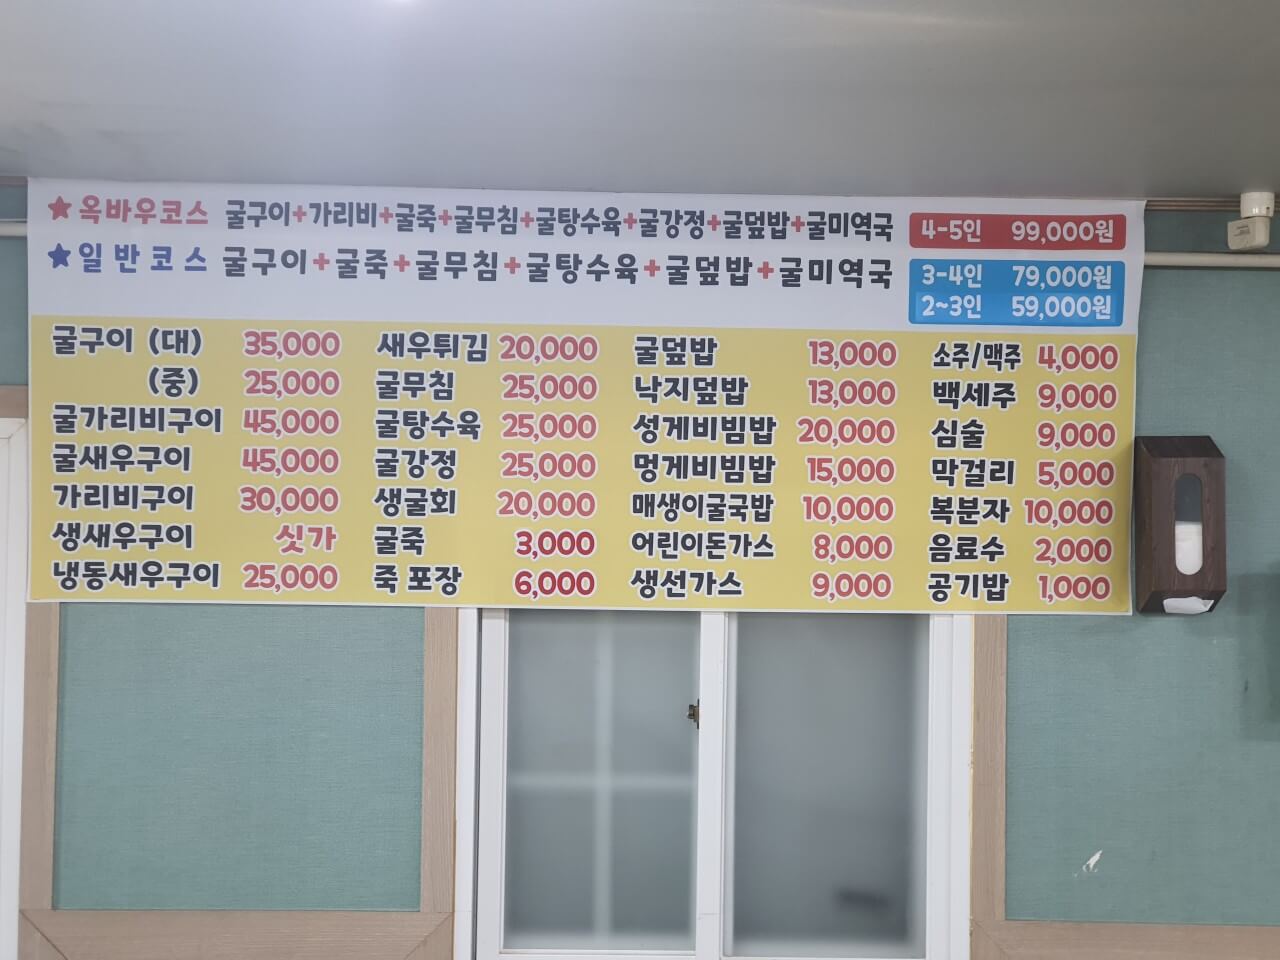 ★옥바우코스 굴구이+가리비+굴죽+굴무침+굴탕수육+굴강정+굴덮밥+굴미역국 4-5인 99,000원
★일반코스 굴구이+굴죽+굴무침+굴탕수육+굴덮밥+굴미역국 3-4인 79,000원
2~3인 59,000원
굴구이 (대) 35,000 새우튀김 20,000 굴덮밥 13,000 소주/맥주 4,000
(중) 25,000 굴무침 25,000 낙지덮밥 13,000 백세주 9,000
굴가리비구이 45,000 굴탕수육 25,000 성게비빔밥 20,000 심술 9,000
굴새우구이 45,000 굴강정 25,000 멍게비빔밥 15,000 막걸리 5,000
가리비구이 30,000 생굴회 20,000 매생이굴국밥 10,000 복분자 10,000
생새우구이 싯가 굴죽 3,000 어린이돈가스 8,000 음료수 2,000
냉동새우구이 25,000 죽 포장 6,000 생선가스 9,000 공기밥 1,000